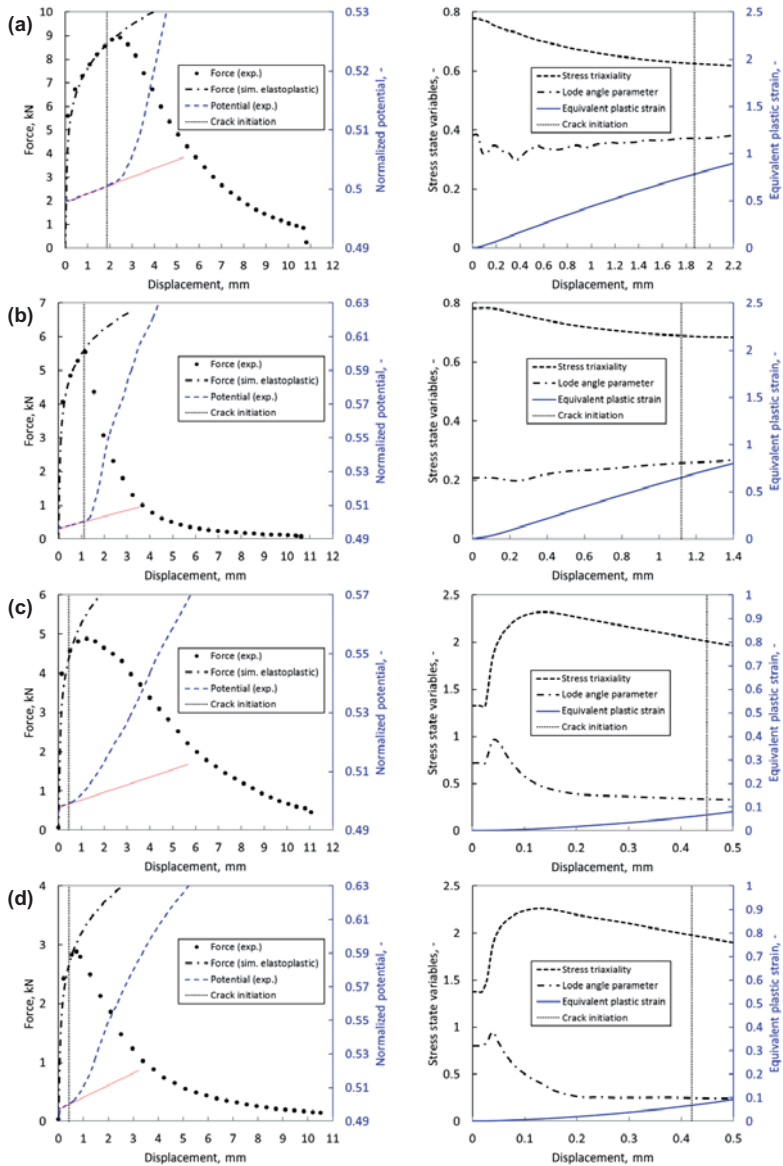 (a)
Force, kN
10
9
8
7
6
5
4
3
2
1
0
0 1 2 3 4 5 6 7 8 9 10 11 12
Displacement, mm
Normalized potential, -
0.53
0.52
0.51
0.5
0.49
Force (exp.)
Force (sim. elastoplastic)
Potential (exp.)
Crack initiation
Stress state variables, -
0.8
0.6
0.4
0.2
0
0 0.2 0.4 0.6 0.8 1 1.2 1.4 1.6 1.8 2 2.2
Displacement, mm
Equivalent plastic strain, -
2.5
2
1.5
1
0.5
0
Stress triaxiality
Lode angle parameter
Equivalent plastic strain
Crack initiation
(b)
Force, kN
7
6
5
4
3
2
1
0
0 1 2 3 4 5 6 7 8 9 10 11 12
Displacement, mm
Normalized potential, -
0.63
0.61
0.59
0.57
0.55
0.53
0.51
0.49
Force (exp.)
Force (sim. elastoplastic)
Potential (exp.)
Crack initiation
Stress state variables, -
0.8
0.6
0.4
0.2
0
0 0.2 0.4 0.6 0.8 1 1.2 1.4
Displacement, mm
Equivalent plastic strain, -
2.5
2
1.5
1
0.5
0
Stress triaxiality
Lode angle parameter
Equivalent plastic strain
Crack initiation
(c)
Force, kN
6
5
4
3
2
1
0
0 1 2 3 4 5 6 7 8 9 10 11 12
Displacement, mm
Normalized potential, -
0.57
0.55
0.53
0.51
0.49
Force (exp.)
Force (sim. elastoplastic)
Potential (exp.)
Crack initiation
Stress state variables, -
2.5
2
1.5
1
0.5
0
0 0.1 0.2 0.3 0.4 0.5
Displacement, mm
Equivalent plastic strain, -
1
0.9
0.8
0.7
0.6
0.5
0.4
0.3
0.2
0.1
0
Stress triaxiality
Lode angle parameter
Equivalent plastic strain
Crack initiation
(d)
Force, kN
4
3
2
1
0
0 1 2 3 4 5 6 7 8 9 10 11
Displacement, mm
Normalized potential, -
0.63
0.61
0.59
0.57
0.55
0.53
0.51
0.49
Force (exp.)
Force (sim. elastoplastic)
Potential (exp.)
Crack initiation
Stress state variables, -
2.5
2
1.5
1
0.5
0
0 0.1 0.2 0.3 0.4 0.5
Displacement, mm
Equivalent plastic strain, -
1
0.9
0.8
0.7
0.6
0.5
0.4
0.3
0.2
0.1
0
Stress triaxiality
Lode angle parameter
Equivalent plastic strain
Crack initiation